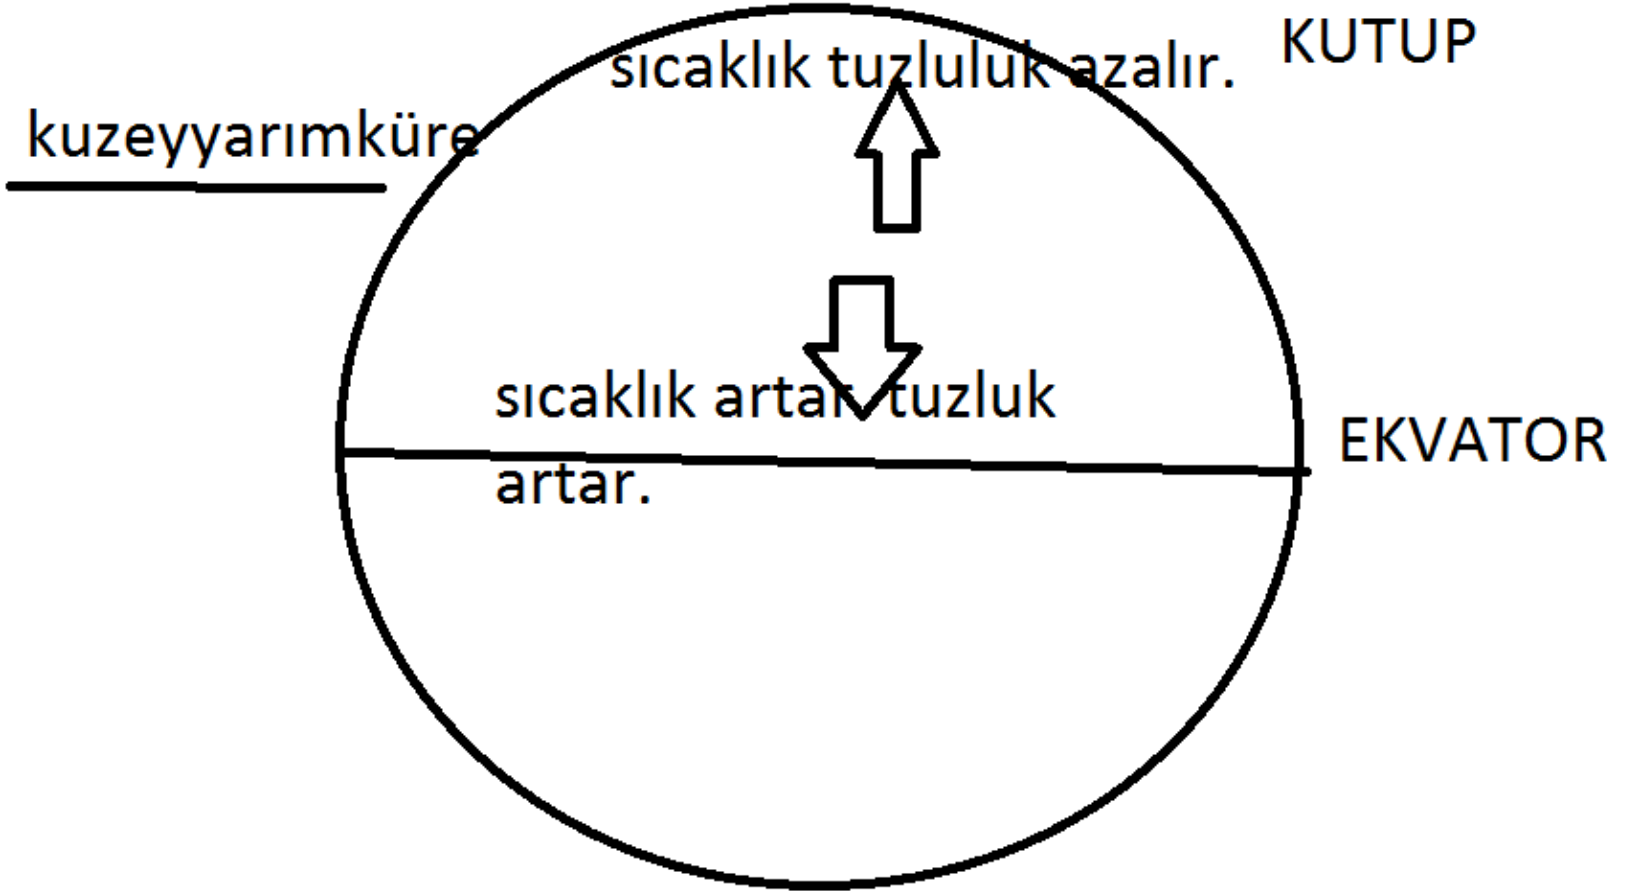 KUTUP
sıcaklık tuzluluk azalır.
kuzeyyarımküre
sıcaklık artar tuzluk
artar.
EKVATOR